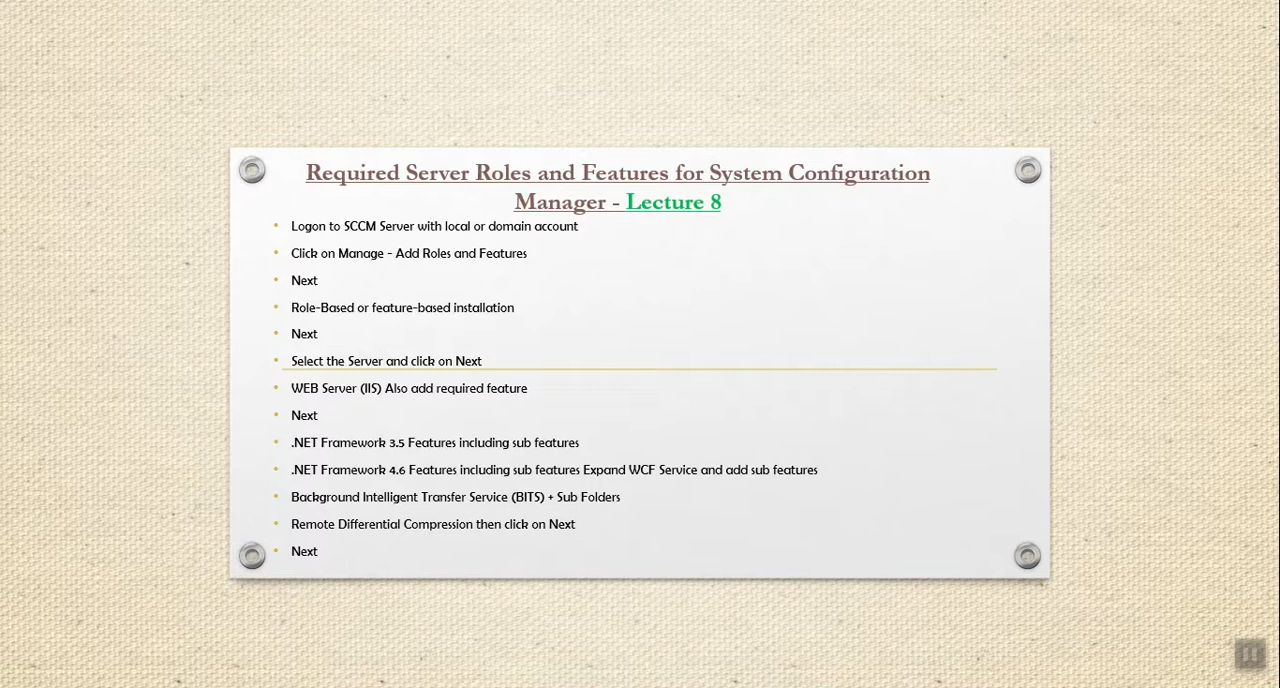 Required Server Roles and Features for System Configuration
Manager - Lecture 8
• Logon to SCCM Server with local or domain account
• Click on Manage - Add Roles and Features
• Next
• Role-Based or feature-based installation
• Next
• Select the Server and click on Next
• WEB Server (IIS) Also add required feature
• Next
• .NET Framework 3.5 Features including sub features
• .NET Framework 4.6 Features including sub features Expand WCF Service and add sub features
• Background Intelligent Transfer Service (BITS) + Sub Folders
• Remote Differential Compression then click on Next
• Next